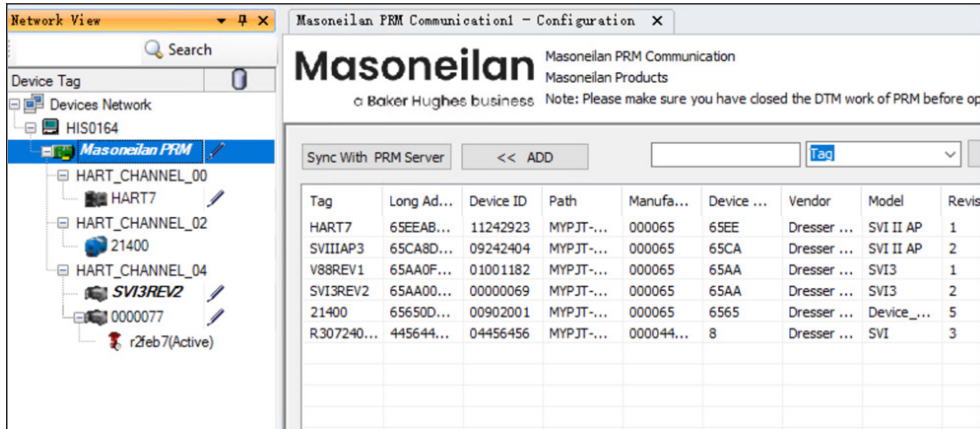 Network View
Search
Device Tag
Devices Network
HIS0164
Masoneilan PRM
HART_CHANNEL_00
HART7
HART_CHANNEL_02
21400
HART_CHANNEL_04
SVI3REV2
0000077
r2feb7(Active)
Masoneilan PRM Communication1 - Configuration
Masoneilan
a Baker Hughes business
Masoneilan PRM Communication
Masoneilan Products
Note: Please make sure you have closed the DTM work of PRM before op
Sync With PRM Server << ADD Tag
Tag Long Ad... Device ID Path Manufa... Device ... Vendor Model Revis
HART7 65EEAB... 11242923 MYPJT-... 000065 65EE Dresser ... SVI II AP 1
SVIIIAP3 65CA8D... 09242404 MYPJT-... 000065 65CA Dresser ... SVI II AP 2
V88REV1 65AA0F... 01001182 MYPJT-... 000065 65AA Dresser ... SVI3 1
SVI3REV2 65AA00... 00000069 MYPJT-... 000065 65AA Dresser ... SVI3 2
21400 65650D... 00902001 MYPJT-... 000065 6565 Dresser ... Device_... 5
R307240... 445644... 04456456 MYPJT-... 000044... 8 Dresser ... SVI 3